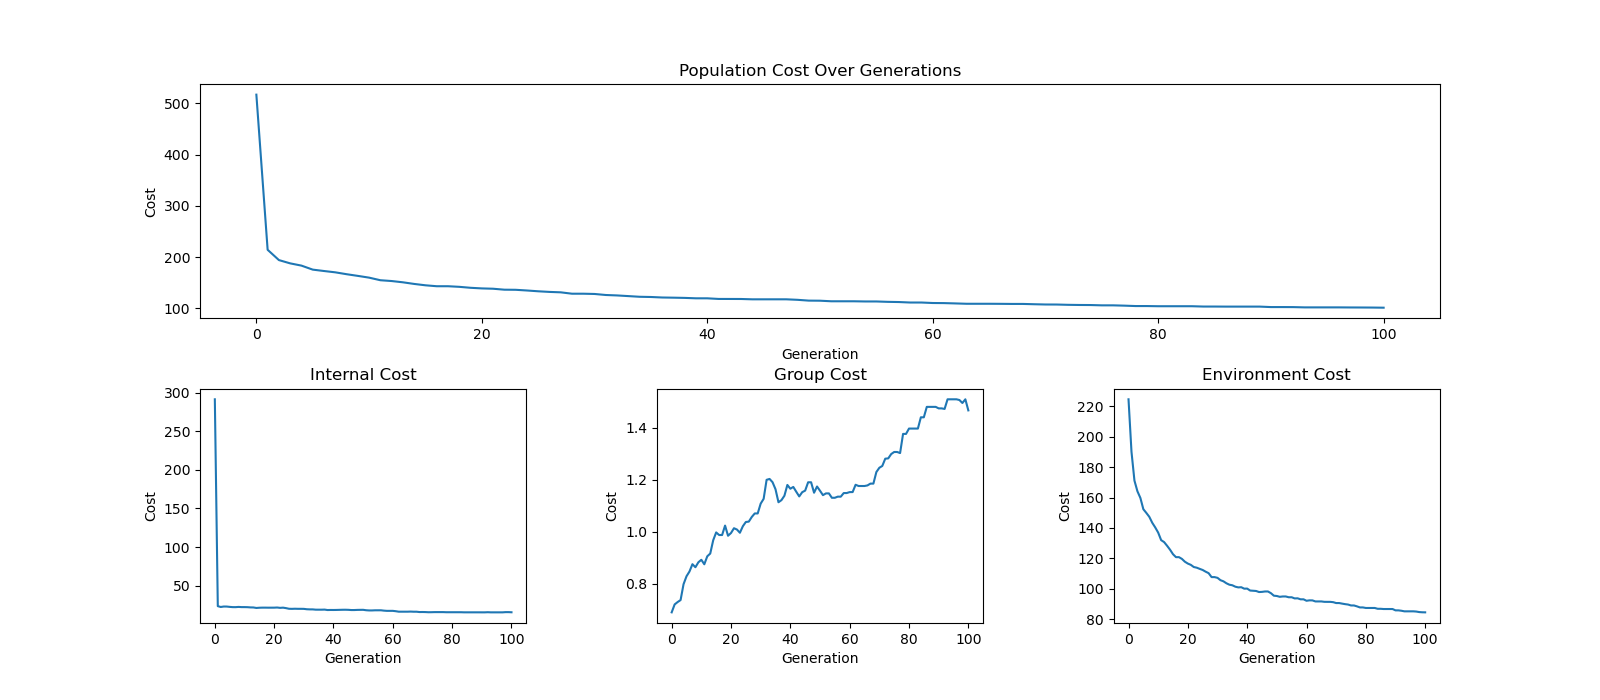 Population Cost Over Generations
500
400
300
200
100
Cost
0 20 40 60 80 100
Generation
Internal Cost
300
250
200
150
100
50
Cost
0 20 40 60 80 100
Generation
Group Cost
1.4
1.2
1.0
0.8
Cost
0 20 40 60 80 100
Generation
Environment Cost
220
200
180
160
140
120
100
80
Cost
0 20 40 60 80 100
Generation